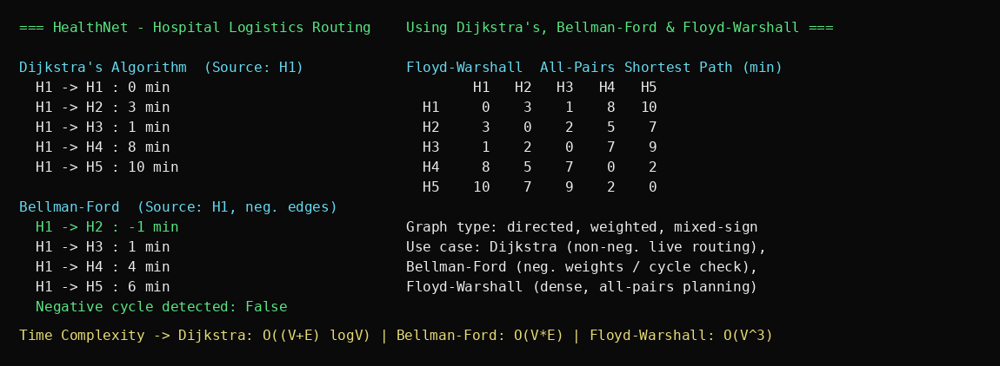 === HealthNet - Hospital Logistics Routing    Using Dijkstra's, Bellman-Ford & Floyd-Warshall ===
Dijkstra's Algorithm  (Source: H1)
  H1 -> H1 : 0 min
  H1 -> H2 : 3 min
  H1 -> H3 : 1 min
  H1 -> H4 : 8 min
  H1 -> H5 : 10 min
Bellman-Ford  (Source: H1, neg. edges)
  H1 -> H2 : -1 min
  H1 -> H3 : 1 min
  H1 -> H4 : 4 min
  H1 -> H5 : 6 min
  Negative cycle detected: False
Floyd-Warshall  All-Pairs Shortest Path (min)
        H1   H2   H3   H4   H5
  H1     0    3    1    8   10
  H2     3    0    2    5    7
  H3     1    2    0    7    9
  H4     8    5    7    0    2
  H5    10    7    9    2    0
Graph type: directed, weighted, mixed-sign
Use case: Dijkstra (non-neg. live routing),
Bellman-Ford (neg. weights / cycle check),
Floyd-Warshall (dense, all-pairs planning)
Time Complexity -> Dijkstra: O((V+E) logV) | Bellman-Ford: O(V*E) | Floyd-Warshall: O(V^3)